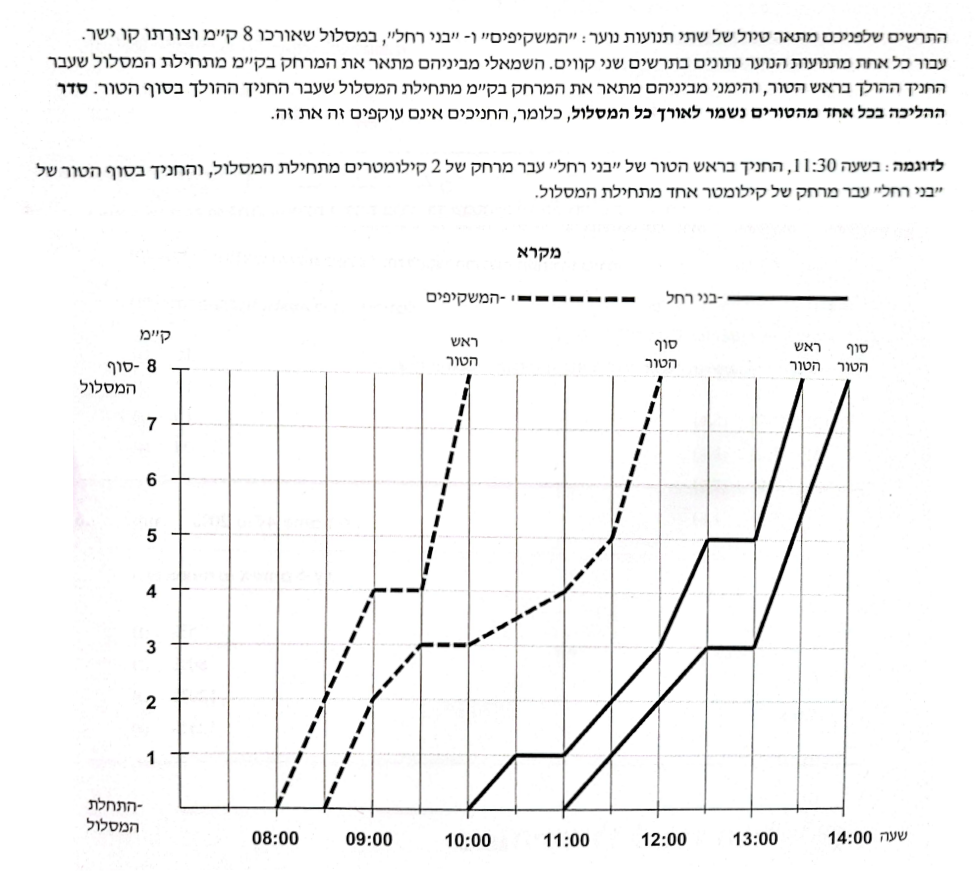 התרשים שלפניכם מתאר טיול של שתי תנועות נוער: "המשקיפים" ו- "בני רחל", במסלול שאורכו 8 ק"מ וצורתו קו ישר.
עבור כל אחת מתנועות הנוער נתונים בתרשים שני קווים. השמאלי מביניהם מתאר את המרחק בק"מ מתחילת המסלול שעבר
החניך ההולך בראש הטור, והימני מביניהם מתאר את המרחק בק"מ מתחילת המסלול שעבר החניך ההולך בסוף הטור. סדר
ההליכה בכל אחד מהטורים נשמר לאורך כל המסלול, כלומר, החניכים אינם עוקפים זה את זה.
לדוגמה: בשעה 11:30, החניך בראש הטור של "בני רחל" עבר מרחק של 2 קילומטרים מתחילת המסלול, והחניך בסוף הטור של
"בני רחל" עבר מרחק של קילומטר אחד מתחילת המסלול.
מקרא
-בני רחל
-המשקיפים
ק"מ
ראש
הטור
סוף
הטור
ראש
הטור
סוף
הטור
8 -סוף
המסלול
7
6
5
4
3
2
1
-התחלת
המסלול
08:00 09:00 10:00 11:00 12:00 13:00 14:00 שעה